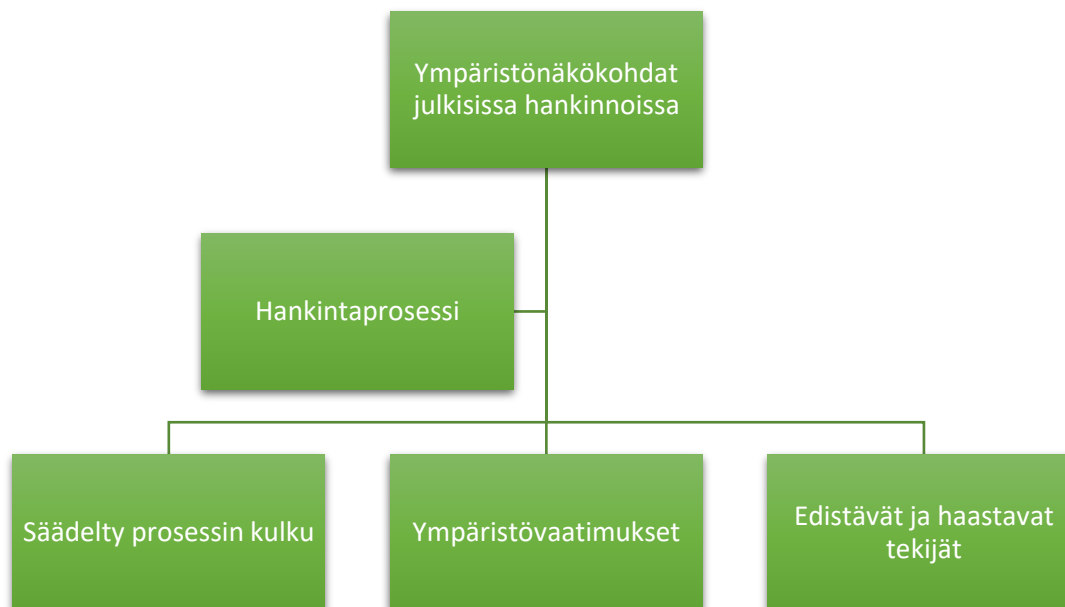 Ympäristönäkökohdat
julkisissa hankinnoissa
Hankintaprosessi
Säädelty prosessin kulku
Ympäristövaatimukset
Edistävät ja haastavat
tekijät